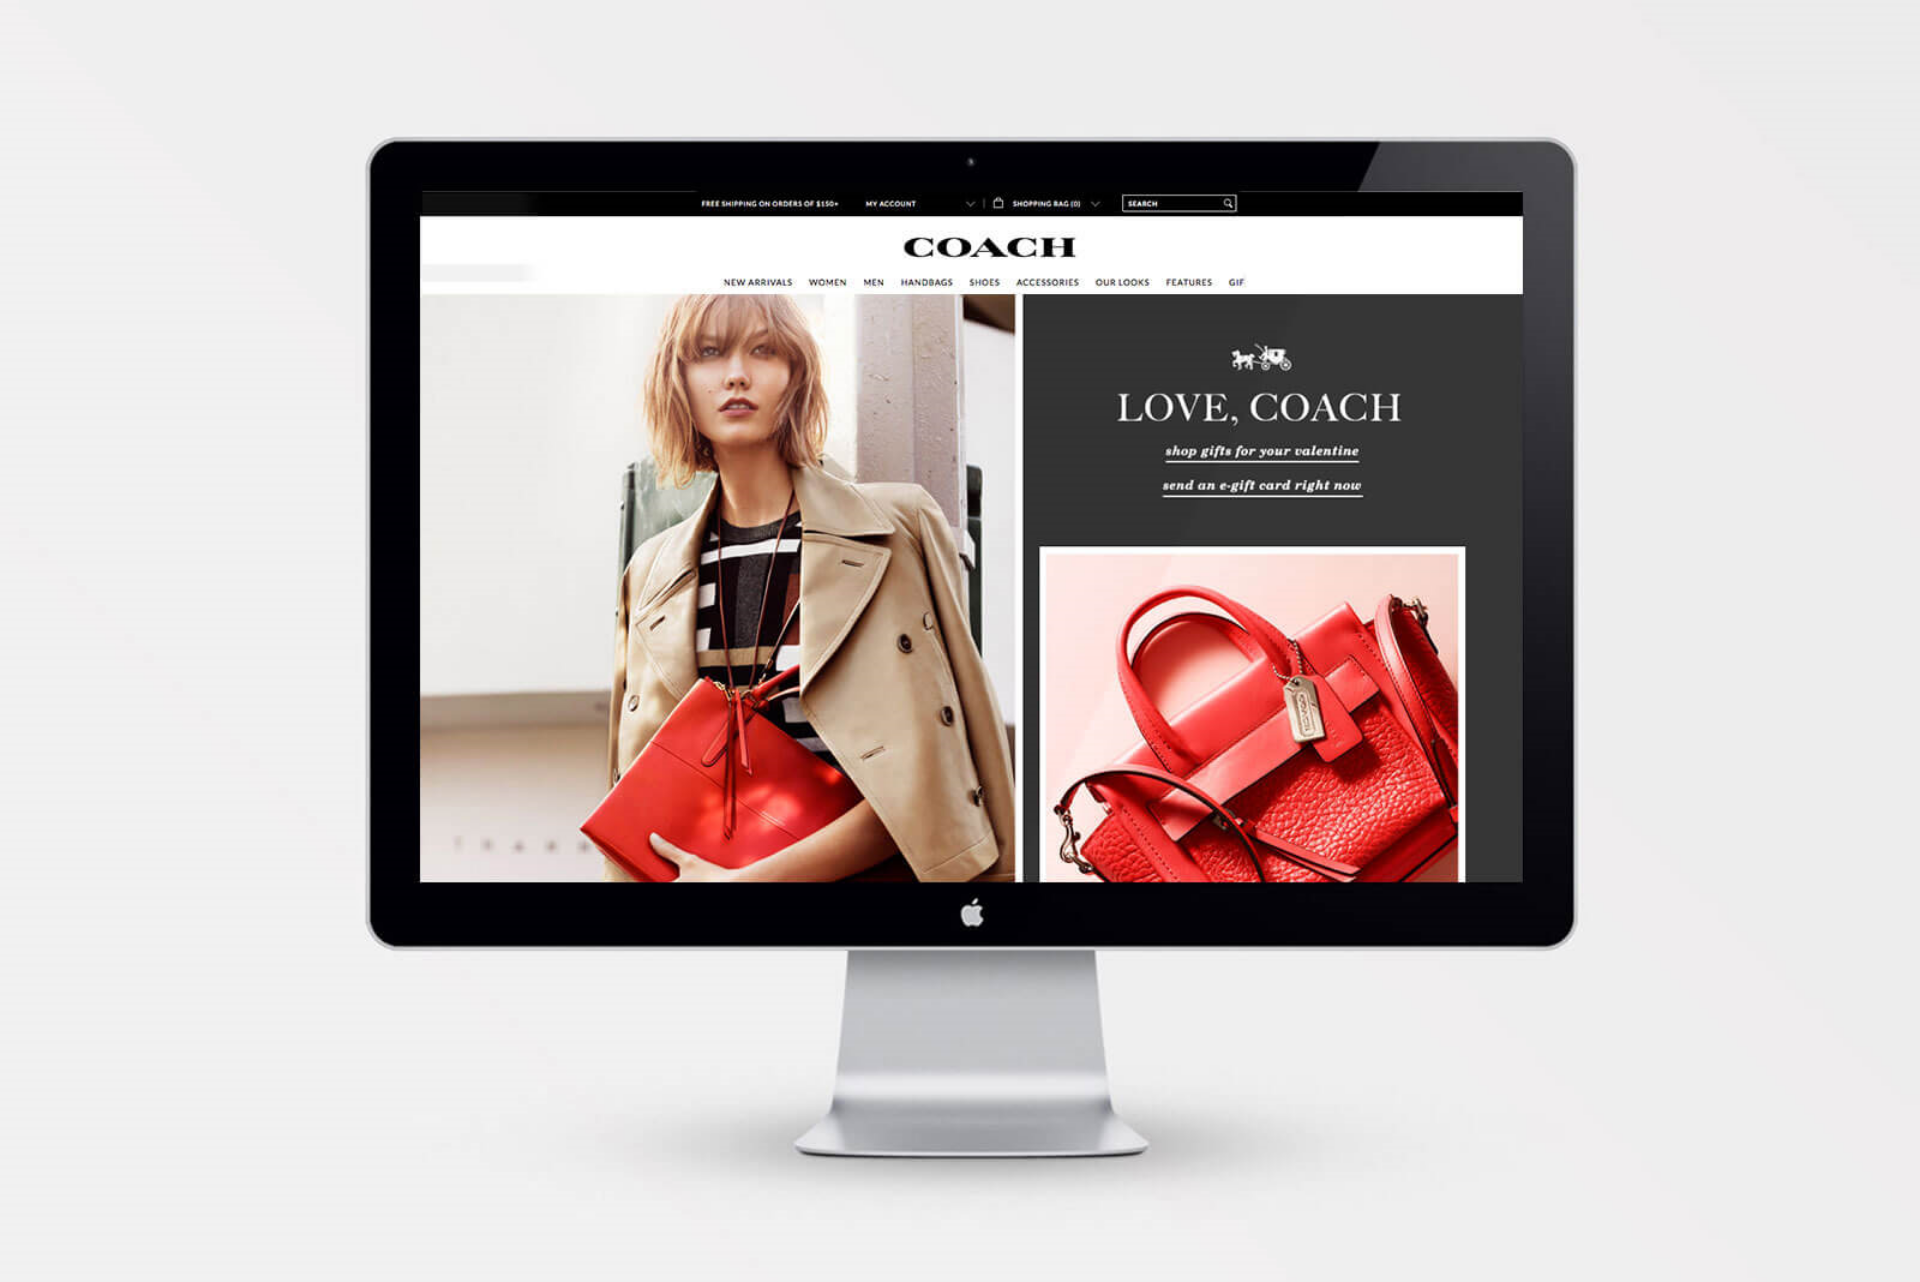 FREE SHIPPING ON ORDERS OF $150+ MY ACCOUNT SHOPPING BAG (0) SEARCH
COACH
NEW ARRIVALS WOMEN MEN HANDBAGS SHOES ACCESSORIES OUR LOOKS FEATURES GIF
LOVE, COACH
shop gifts for your valentine
send an e-gift card right now
COACH